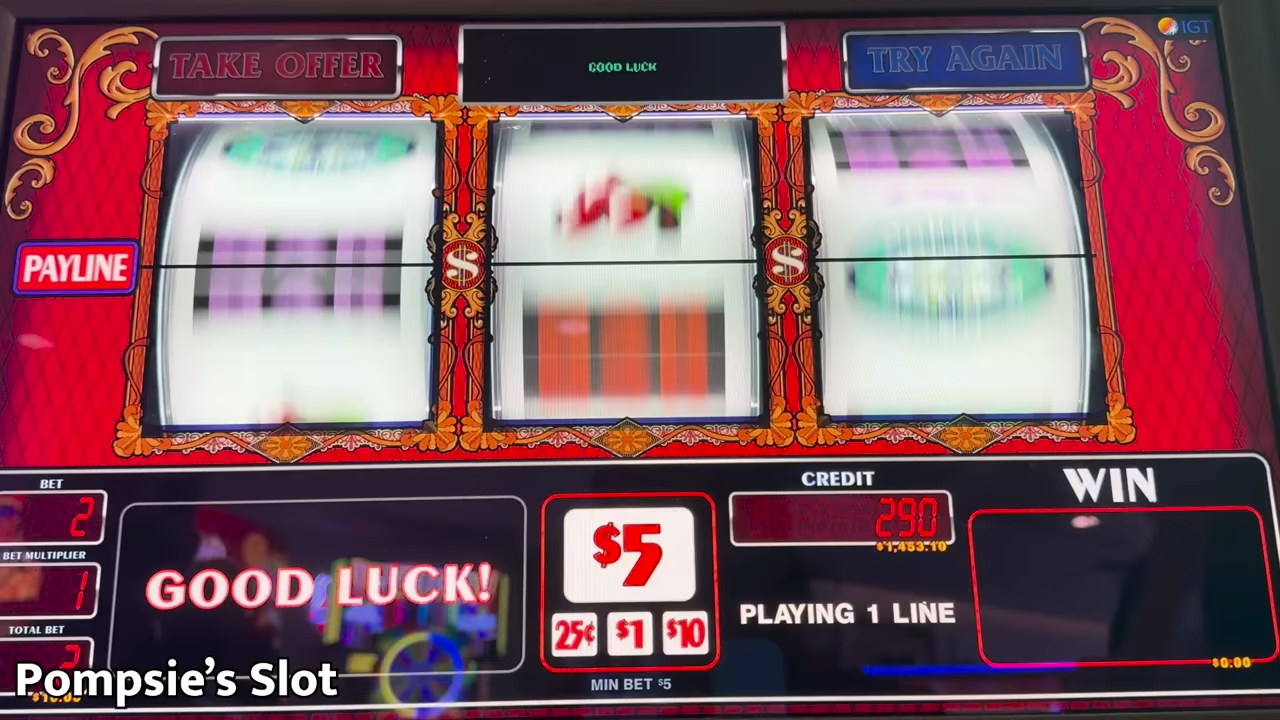 IGT
TAKE OFFER
GOOD LUCK
TRY AGAIN
PAYLINE
$
$
BET
2
BET MULTIPLIER
1
TOTAL BET
2
GOOD LUCK!
$5
25¢ $1 $10
MIN BET $5
CREDIT
290
$1,453.10
PLAYING 1 LINE
WIN
$0.00
Pompsie's Slot